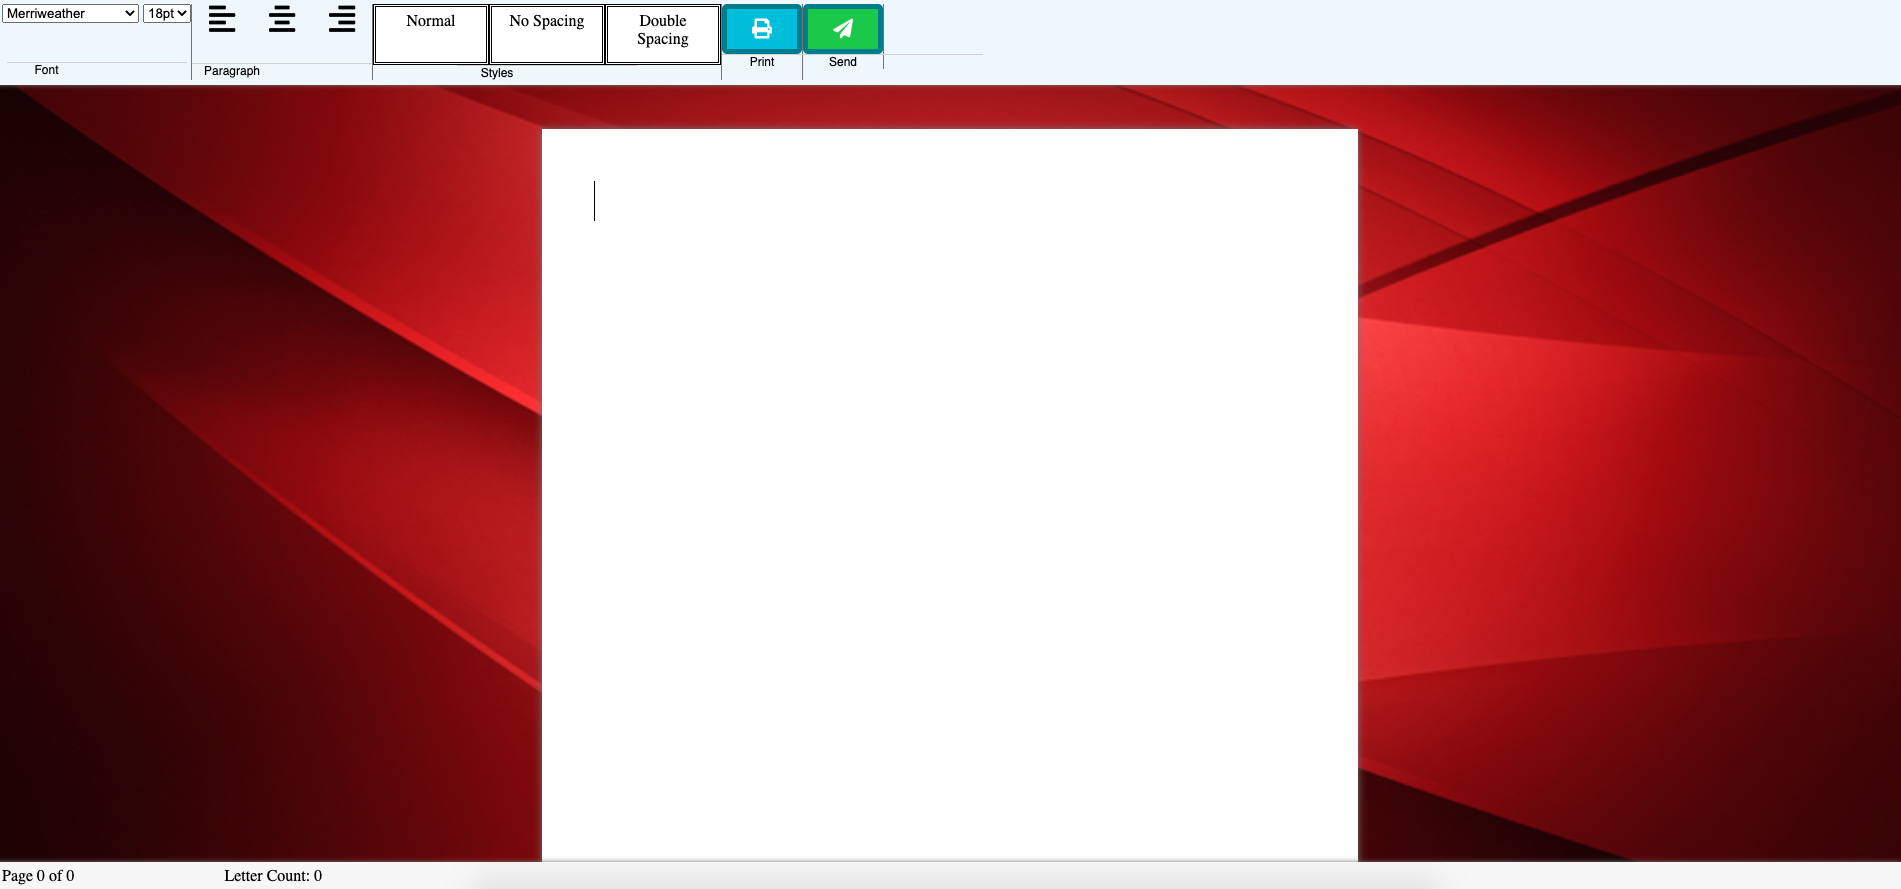 Merriweather 18pt
Font
Paragraph
Normal
No Spacing
Double
Spacing
Styles
Print
Send
Page 0 of 0 Letter Count: 0